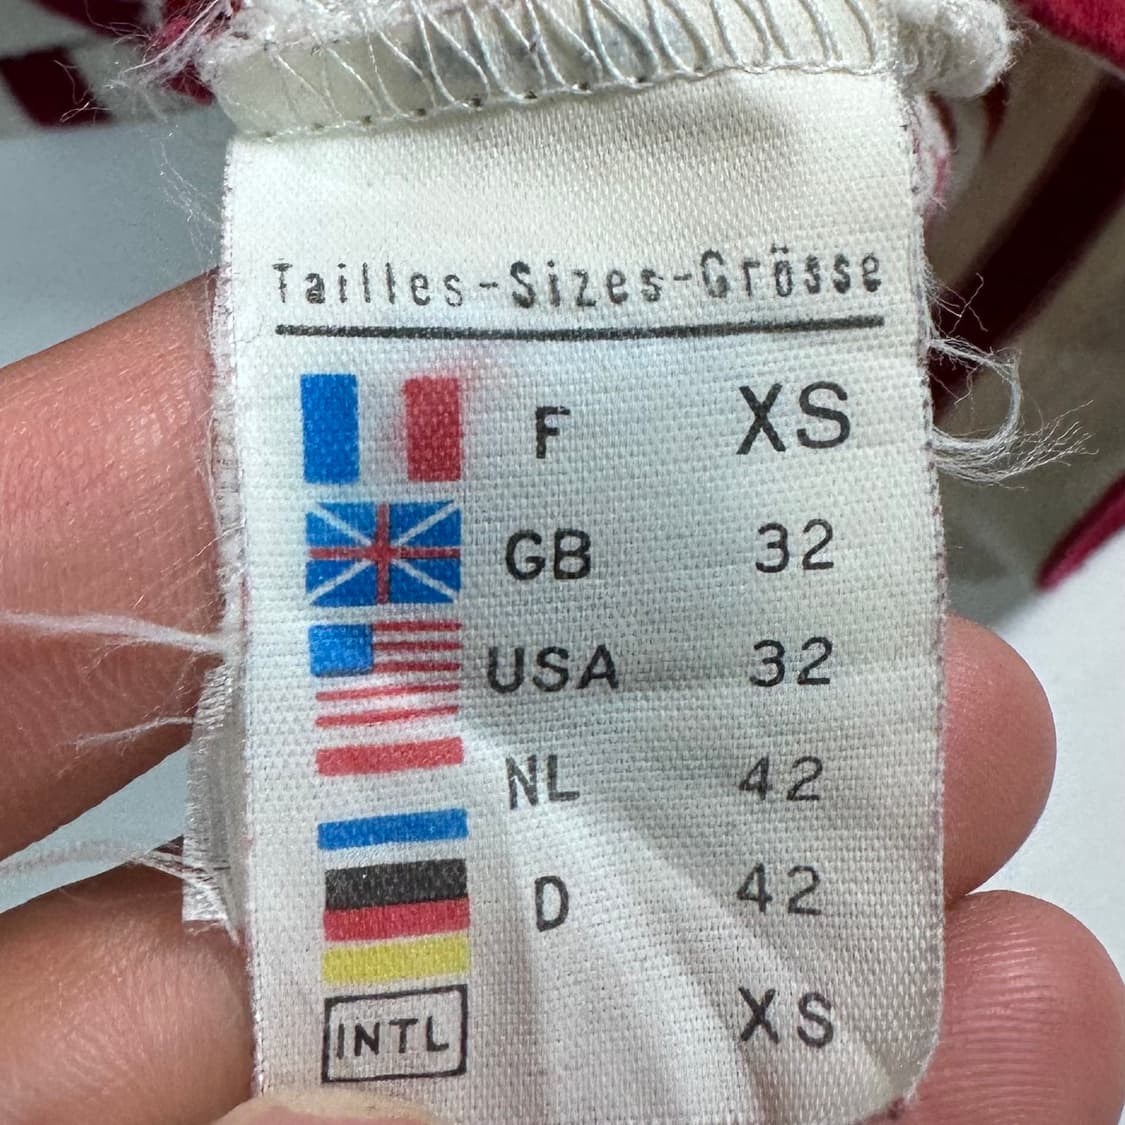 Tailles-Sizes-Grösse
F XS
GB 32
USA 32
NL 42
D 42
INTL XS